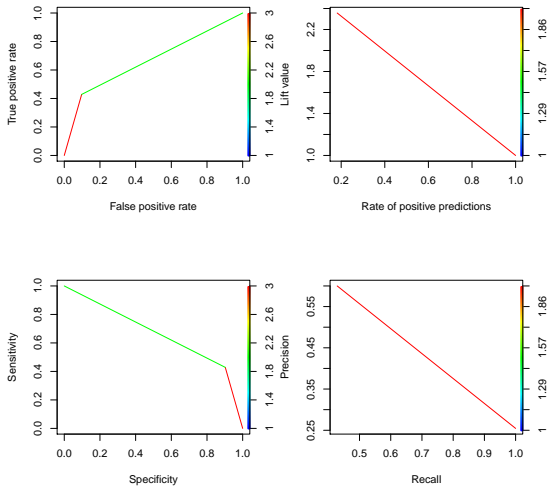 True positive rate
0.0 0.2 0.4 0.6 0.8 1.0
0.0 0.2 0.4 0.6 0.8 1.0
False positive rate
1 1.4 1.8 2.2 2.6 3
Lift value
1.0 1.4 1.8 2.2
0.2 0.4 0.6 0.8 1.0
Rate of positive predictions
1 1.29 1.57 1.86
Sensitivity
0.0 0.2 0.4 0.6 0.8 1.0
0.0 0.2 0.4 0.6 0.8 1.0
Specificity
1 1.4 1.8 2.2 2.6 3
Precision
0.25 0.35 0.45 0.55
0.5 0.6 0.7 0.8 0.9 1.0
Recall
1 1.29 1.57 1.86